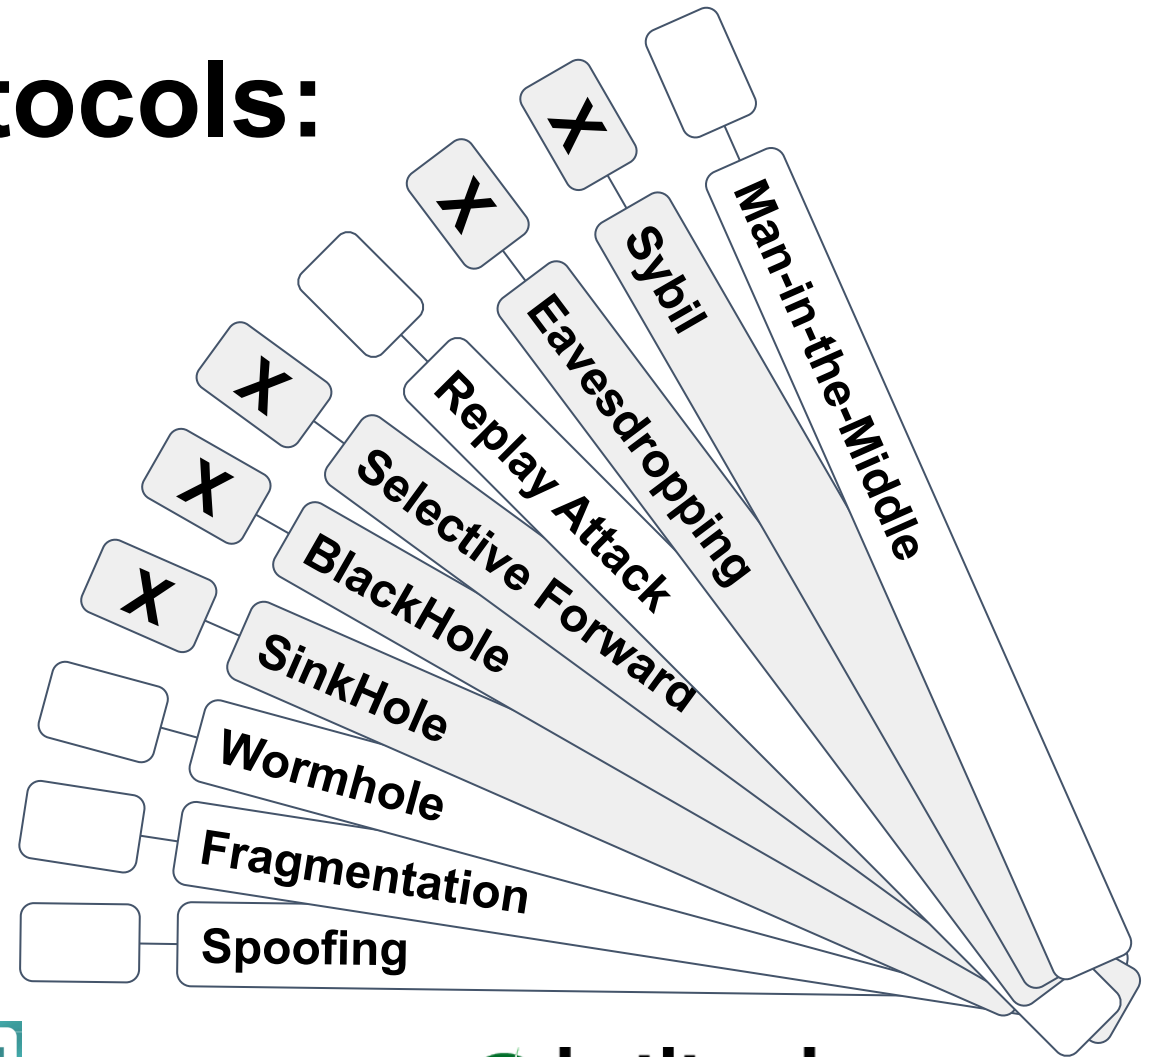 tocols:
Man-in-the-Middle
X Sybil
X Eavesdropping
Replay Attack
X Selective Forward
X BlackHole
X SinkHole
Wormhole
Fragmentation
Spoofing